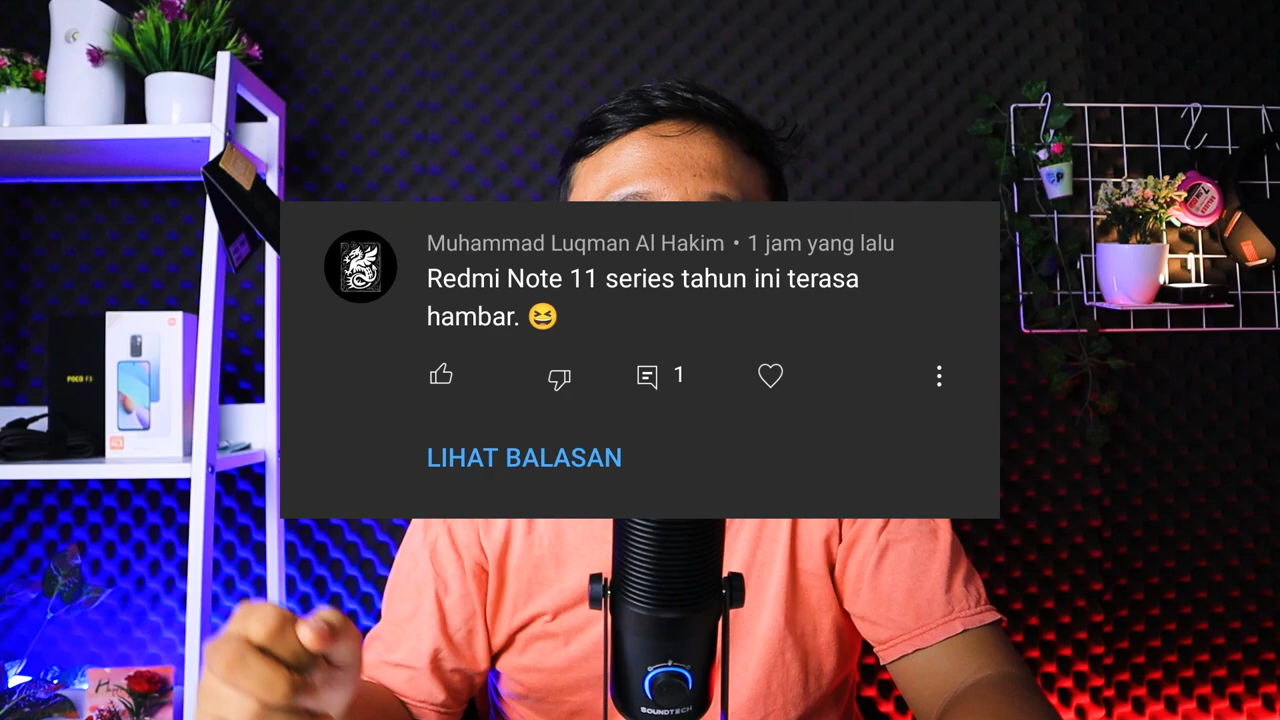 Muhammad Luqman Al Hakim • 1 jam yang lalu
Redmi Note 11 series tahun ini terasa
hambar. 😆
1
LIHAT BALASAN
POCO F3
SOUNDTECH